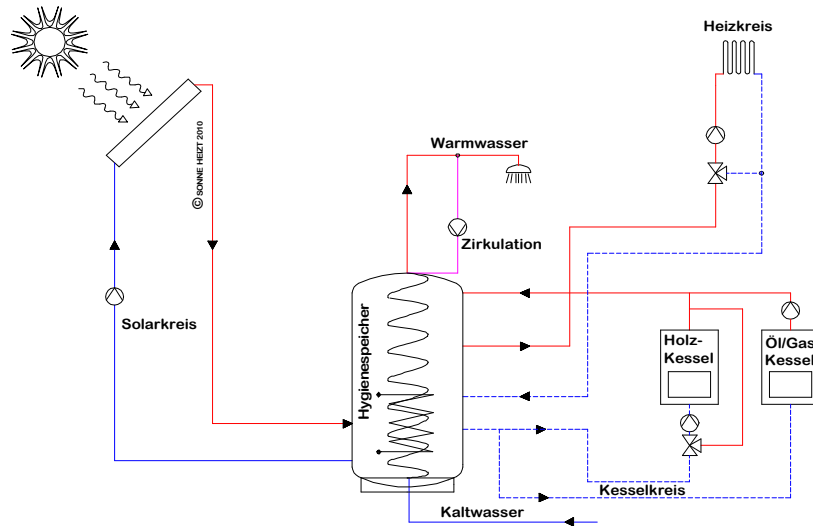 Heizkreis
© SONNE HEIZT 2010
Warmwasser
Zirkulation
Solarkreis
Hygienespeicher
Holz-
Kessel
Öl/Gas
Kessel
Kesselkreis
Kaltwasser